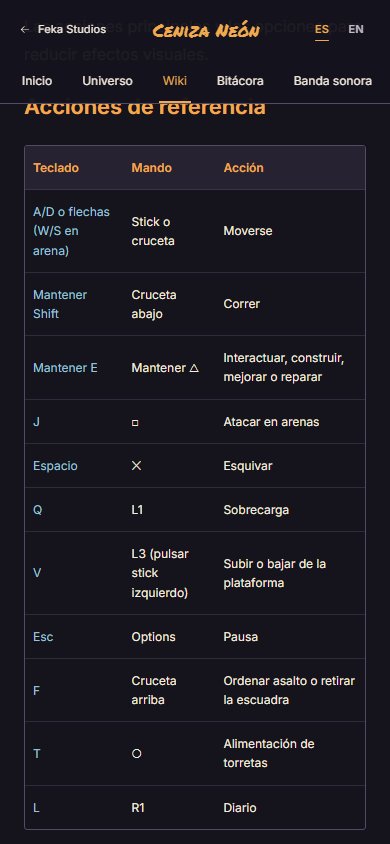 ← Feka Studios
Ceniza Neón
ES EN
reducir efectos visuales.
Inicio Universo Wiki Bitácora Banda sonora
Acciones de referencia
Teclado Mando Acción
A/D o flechas
(W/S en
arena)
Stick o
cruceta
Moverse
Mantener
Shift
Cruceta
abajo
Correr
Mantener E
Mantener △
Interactuar, construir,
mejorar o reparar
J
□
Atacar en arenas
Espacio
✕
Esquivar
Q
L1
Sobrecarga
V
L3 (pulsar
stick
izquierdo)
Subir o bajar de la
plataforma
Esc
Options
Pausa
F
Cruceta
arriba
Ordenar asalto o retirar
la escuadra
T
○
Alimentación de
torretas
L
R1
Diario